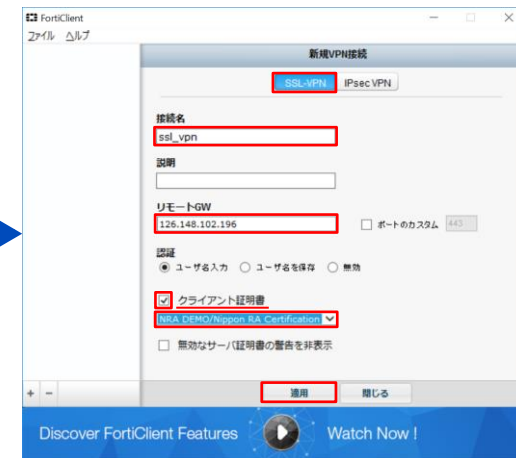 FortiClient
ファイル ヘルプ
新規VPN接続
SSL-VPN IPsec VPN
接続名
ssl_vpn
説明
リモートGW
126.148.102.196 ポートのカスタム 443
認証
ユーザ名入力 ユーザ名を保存 無効
クライアント証明書
NRA DEMO/Nippon RA Certification
無効なサーバ証明書の警告を非表示
+ − 適用 閉じる
Discover FortiClient Features Watch Now !